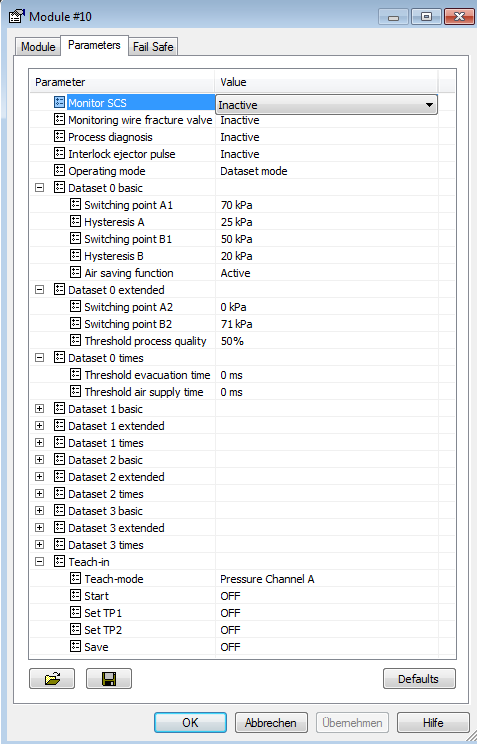 Module #10
Module Parameters Fail Safe
Parameter Value
Monitor SCS Inactive
Monitoring wire fracture valve Inactive
Process diagnosis Inactive
Interlock ejector pulse Inactive
Operating mode Dataset mode
Dataset 0 basic
Switching point A1 70 kPa
Hysteresis A 25 kPa
Switching point B1 50 kPa
Hysteresis B 20 kPa
Air saving function Active
Dataset 0 extended
Switching point A2 0 kPa
Switching point B2 71 kPa
Threshold process quality 50%
Dataset 0 times
Threshold evacuation time 0 ms
Threshold air supply time 0 ms
Dataset 1 basic
Dataset 1 extended
Dataset 1 times
Dataset 2 basic
Dataset 2 extended
Dataset 2 times
Dataset 3 basic
Dataset 3 extended
Dataset 3 times
Teach-in
Teach-mode Pressure Channel A
Start OFF
Set TP1 OFF
Set TP2 OFF
Save OFF
Defaults
OK Abbrechen Übernehmen Hilfe